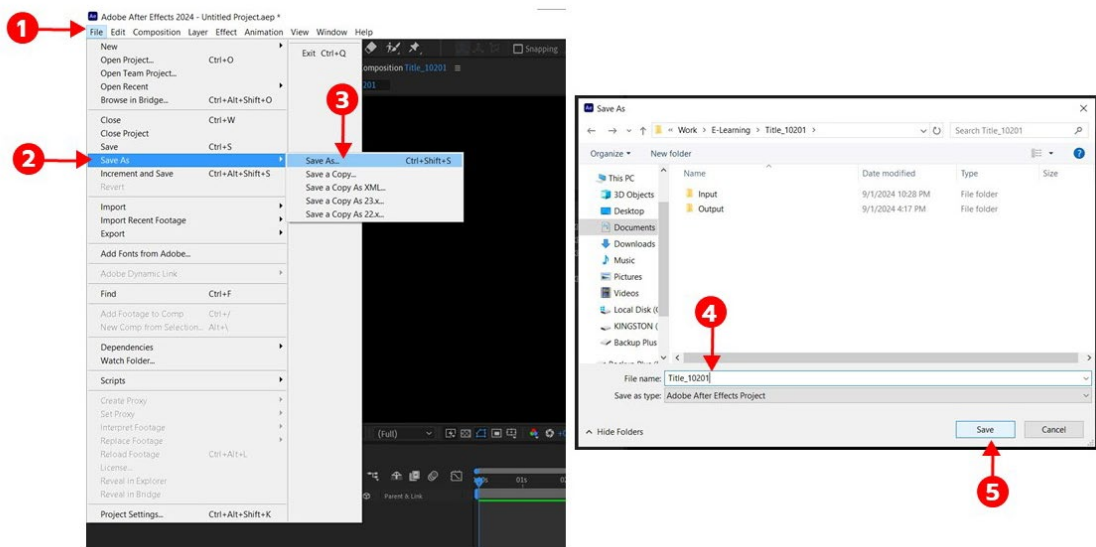 Adobe After Effects 2024 - Untitled Project.aep *
1
File Edit Composition Layer Effect Animation View Window Help
New
Open Project... Ctrl+O
Open Team Project...
Open Recent
Browse in Bridge... Ctrl+Alt+Shift+O
Close Ctrl+W
Close Project
Save Ctrl+S
2
Save As
Increment and Save Ctrl+Alt+Shift+S
Revert
Import
Import Recent Footage
Export
Add Fonts from Adobe...
Adobe Dynamic Link
Find Ctrl+F
Add Footage to Comp Ctrl+/
New Comp from Selection... Alt+\
Dependencies
Watch Folder...
Scripts
Create Proxy
Set Proxy
Interpret Footage
Replace Footage
Reload Footage Ctrl+Alt+L
License...
Reveal in Explorer
Reveal in Bridge
Project Settings... Ctrl+Alt+Shift+K
Exit Ctrl+Q
Snapping
omposition Title_10201
201
3
Save As... Ctrl+Shift+S
Save a Copy...
Save a Copy As XML...
Save a Copy As 23.x...
Save a Copy As 22.x...
(Full)
01s
Parent & Link
Save As
« Work > E-Learning > Title_10201 >
Search Title_10201
Organize New folder
Name Date modified Type Size
This PC
3D Objects
Desktop
Documents
Downloads
Music
Pictures
Videos
Local Disk (
KINGSTON (
Backup Plus
Input 9/1/2024 10:28 PM File folder
Output 9/1/2024 4:17 PM File folder
4
File name: Title_10201
Save as type: Adobe After Effects Project
Hide Folders
Save Cancel
5